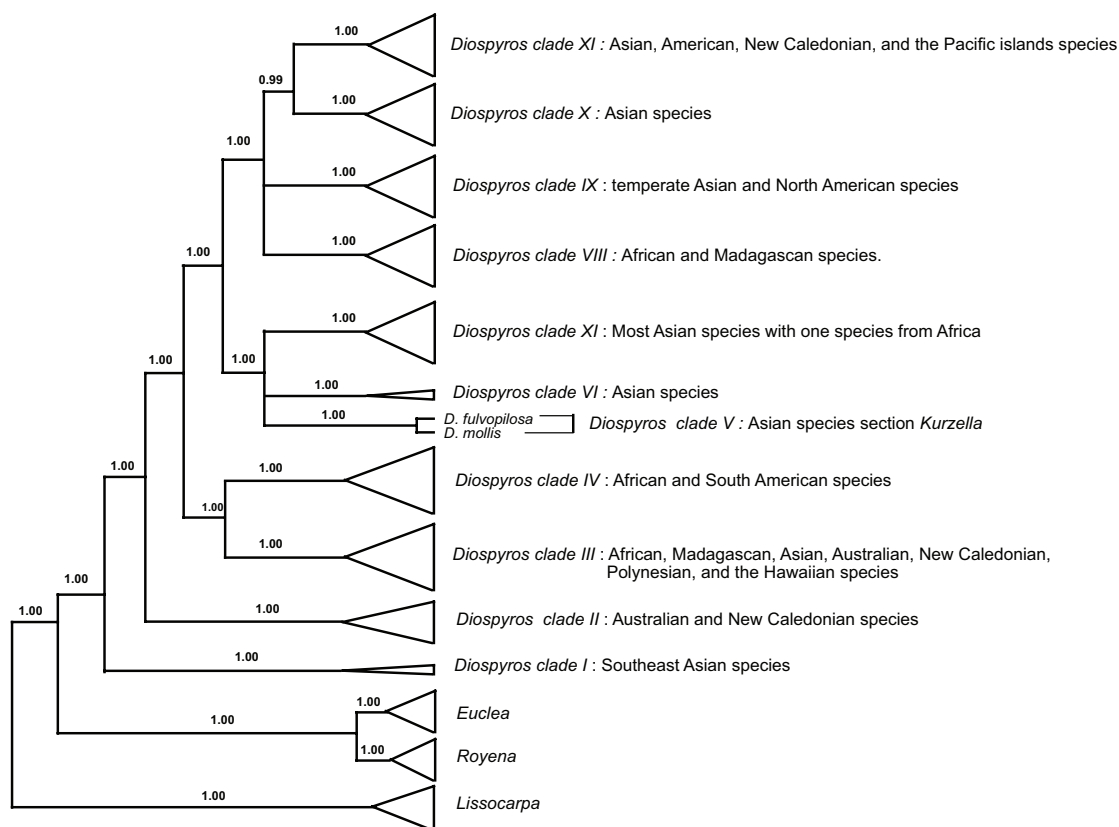 1.00
Diospyros clade XI : Asian, American, New Caledonian, and the Pacific islands species
0.99
1.00
Diospyros clade X : Asian species
1.00
1.00
Diospyros clade IX : temperate Asian and North American species
1.00
1.00
Diospyros clade VIII : African and Madagascan species.
1.00
1.00
Diospyros clade XI : Most Asian species with one species from Africa
1.00
1.00
Diospyros clade VI : Asian species
1.00
1.00
D. fulvopilosa
D. mollis
Diospyros clade V : Asian species section Kurzella
1.00
1.00
Diospyros clade IV : African and South American species
1.00
1.00
Diospyros clade III : African, Madagascan, Asian, Australian, New Caledonian,
Polynesian, and the Hawaiian species
1.00
1.00
1.00
Diospyros clade II : Australian and New Caledonian species
1.00
Diospyros clade I : Southeast Asian species
1.00
Euclea
1.00
1.00
Royena
1.00
Lissocarpa